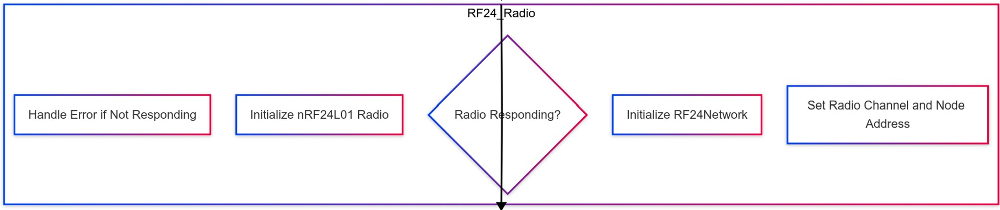 RF24_Radio
Handle Error if Not Responding
Initialize nRF24L01 Radio
Radio Responding?
Initialize RF24Network
Set Radio Channel and Node
Address